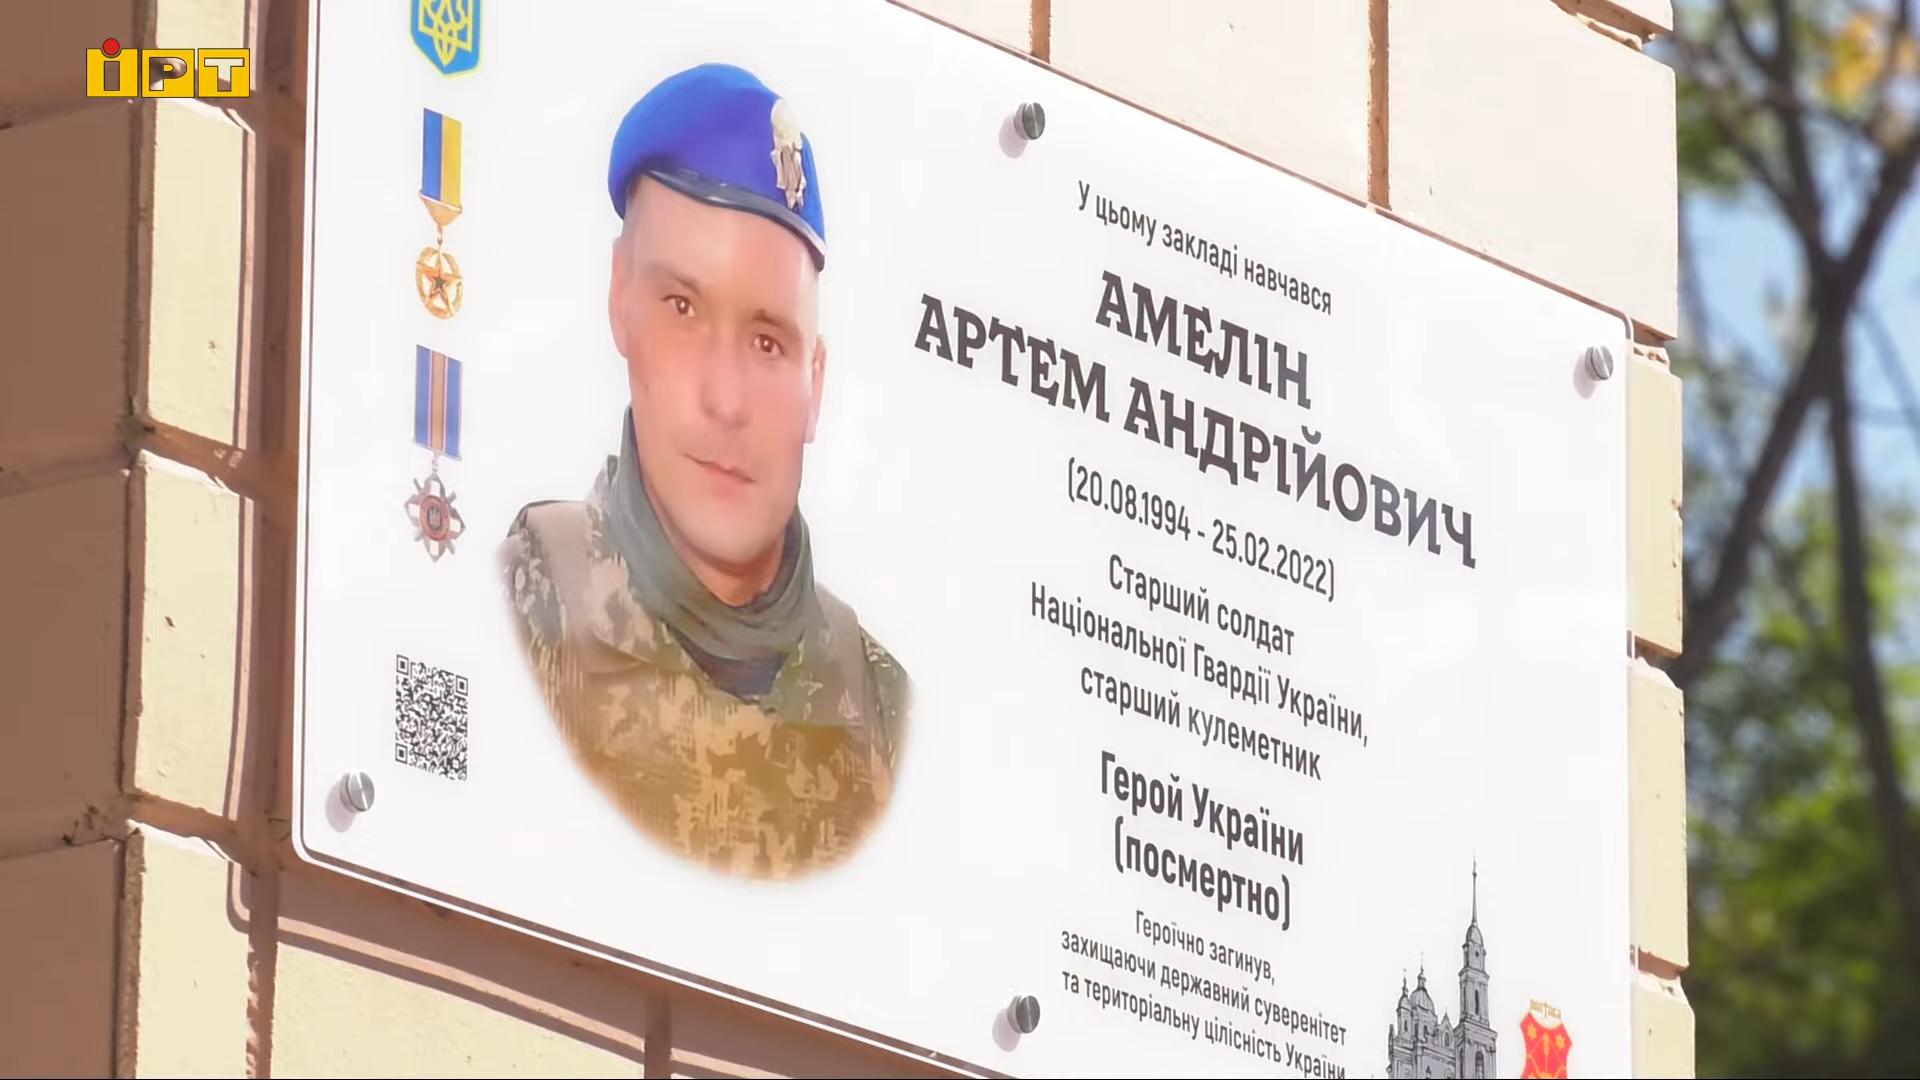 іРТ
У цьому закладі навчався
АМЕЛІН
АРТЕМ АНДРІЙОВИЧ
(20.08.1994 - 25.02.2022)
Старший солдат
Національної Гвардії України,
старший кулеметник
Герой України
(посмертно)
Героїчно загинув,
захищаючи державний суверенітет
та територіальну цілісність України